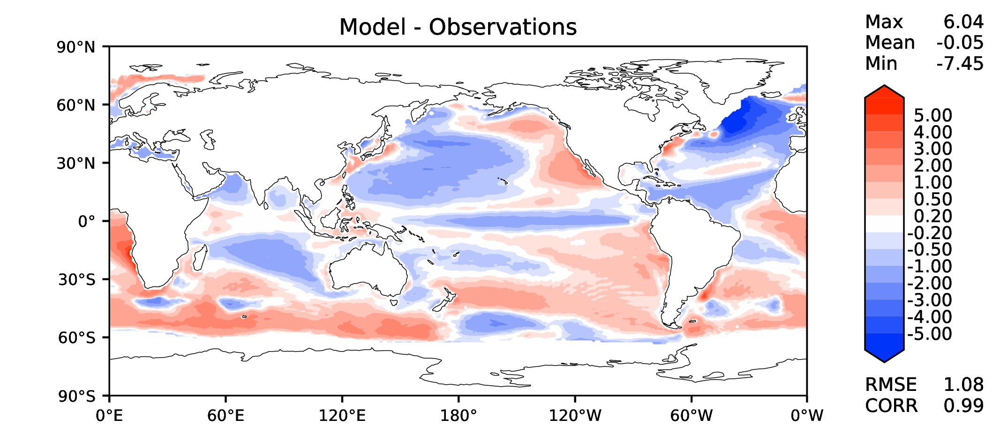 Model - Observations
Max 6.04
Mean -0.05
Min -7.45
90°N
60°N
30°N
0°
30°S
60°S
90°S
0°E 60°E 120°E 180° 120°W 60°W 0°W
5.00
4.00
3.00
2.00
1.00
0.50
0.20
-0.20
-0.50
-1.00
-2.00
-3.00
-4.00
-5.00
RMSE 1.08
CORR 0.99